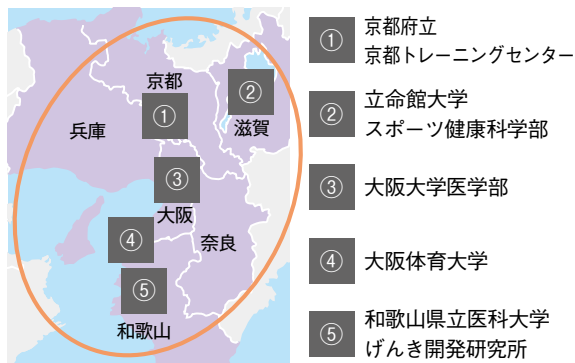 京都
①
②
滋賀
兵庫
③
大阪
④
奈良
⑤
和歌山
①
京都府立
京都トレーニングセンター
②
立命館大学
スポーツ健康科学部
③
大阪大学医学部
④
大阪体育大学
⑤
和歌山県立医科大学
げんき開発研究所